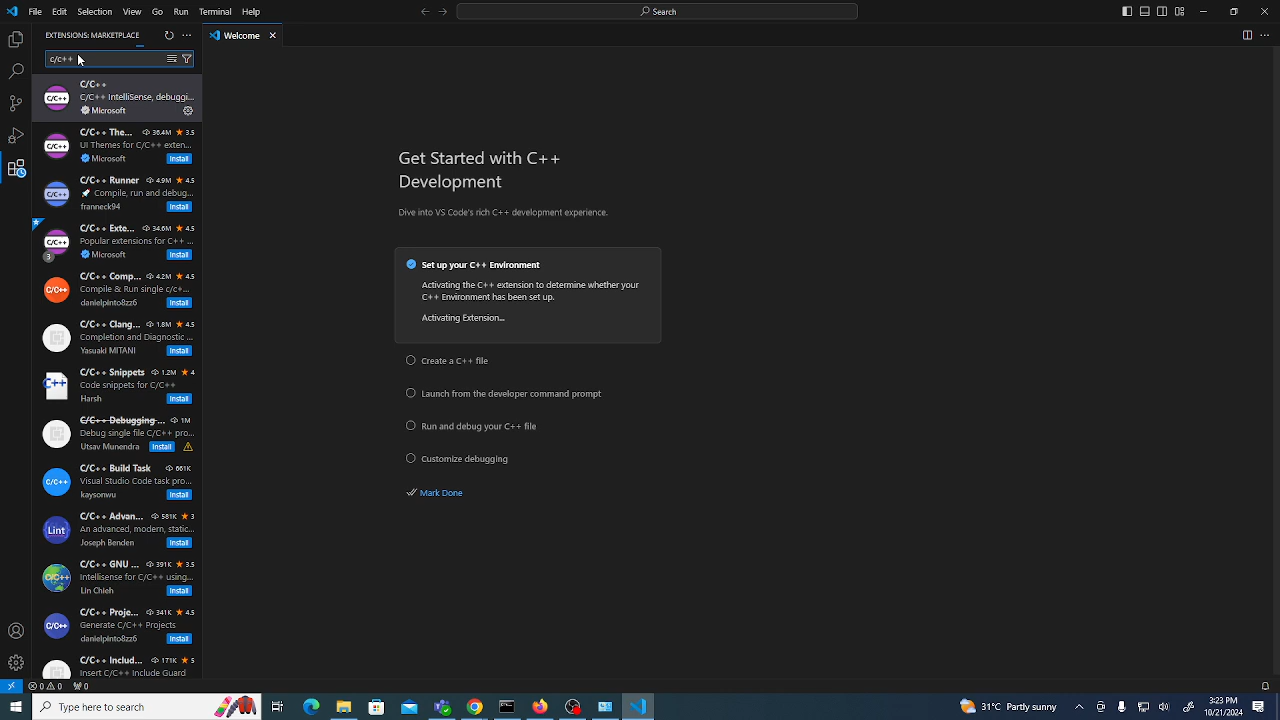 File Edit Selection View Go Run Terminal Help
Search
EXTENSIONS: MARKETPLACE
Welcome
c/c++
C/C++
C/C++ IntelliSense, debuggi...
Microsoft
C/C++ The... 36.4M 3.5
UI Themes for C/C++ exten...
Microsoft Install
C/C++ Runner 4.9M 4.5
Compile, run and debug...
franneck94 Install
C/C++ Exte... 34.6M 4.5
Popular extensions for C++ ...
3 Microsoft Install
C/C++ Comp... 4.2M 4.5
Compile & Run single c/c+...
danielpinto8zz6 Install
C/C++ Clang... 1.8M 4.5
Completion and Diagnostic ...
Yasuaki MITANI Install
C/C++ Snippets 1.2M 4
Code snippets for C/C++
Harsh Install
C/C++ Debugging ... 1M
Debug single file C/C++ pro...
Utsav Munendra Install
C/C++ Build Task 661K
Visual Studio Code task pro...
kaysonwu Install
C/C++ Advan... 581K 3
An advanced, modern, static...
Joseph Benden Install
C/C++ GNU ... 391K 3.5
Intellisense for C/C++ using...
Lin Chieh Install
C/C++ Proje... 341K 4.5
Generate C/C++ Projects
danielpinto8zz6 Install
C/C++ Includ... 171K 5
Insert C/C++ Include Guard
Get Started with C++
Development
Dive into VS Code's rich C++ development experience.
Set up your C++ Environment
Activating the C++ extension to determine whether your
C++ Environment has been set up.
Activating Extension...
Create a C++ file
Launch from the developer command prompt
Run and debug your C++ file
Customize debugging
Mark Done
0 0 0
Type here to search
31°C Partly sunny
3:23 PM
10/21/2024